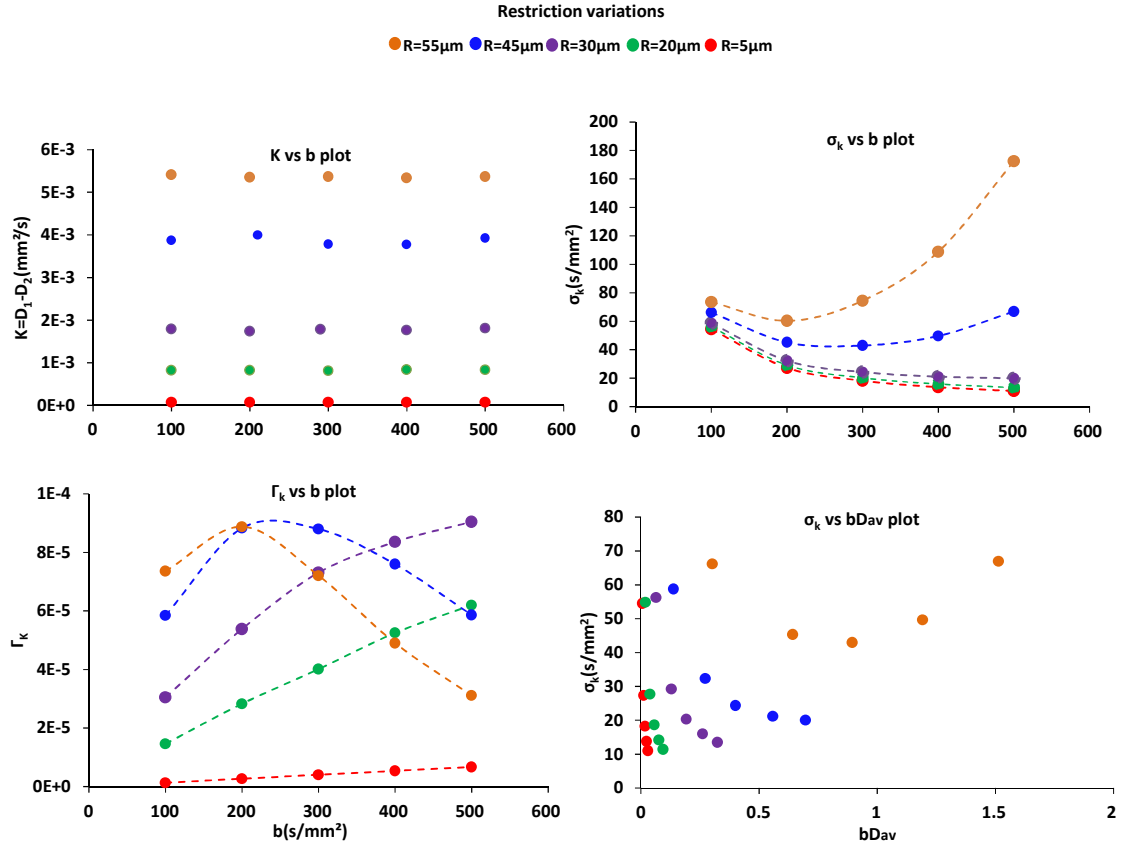 Restriction variations
R=55µm R=45µm R=30µm R=20µm R=5µm
K vs b plot
K=D₁-D₂(mm²/s)
6E-3
5E-3
4E-3
3E-3
2E-3
1E-3
0E+0
0 100 200 300 400 500 600
σₖ vs b plot
σₖ(s/mm²)
200
180
160
140
120
100
80
60
40
20
0
0 100 200 300 400 500 600
Γₖ vs b plot
Γₖ
1E-4
8E-5
6E-5
4E-5
2E-5
0E+0
0 100 200 300 400 500 600
b(s/mm²)
σₖ vs bDav plot
σₖ(s/mm²)
80
70
60
50
40
30
20
10
0
0 0.5 1 1.5 2
bDav